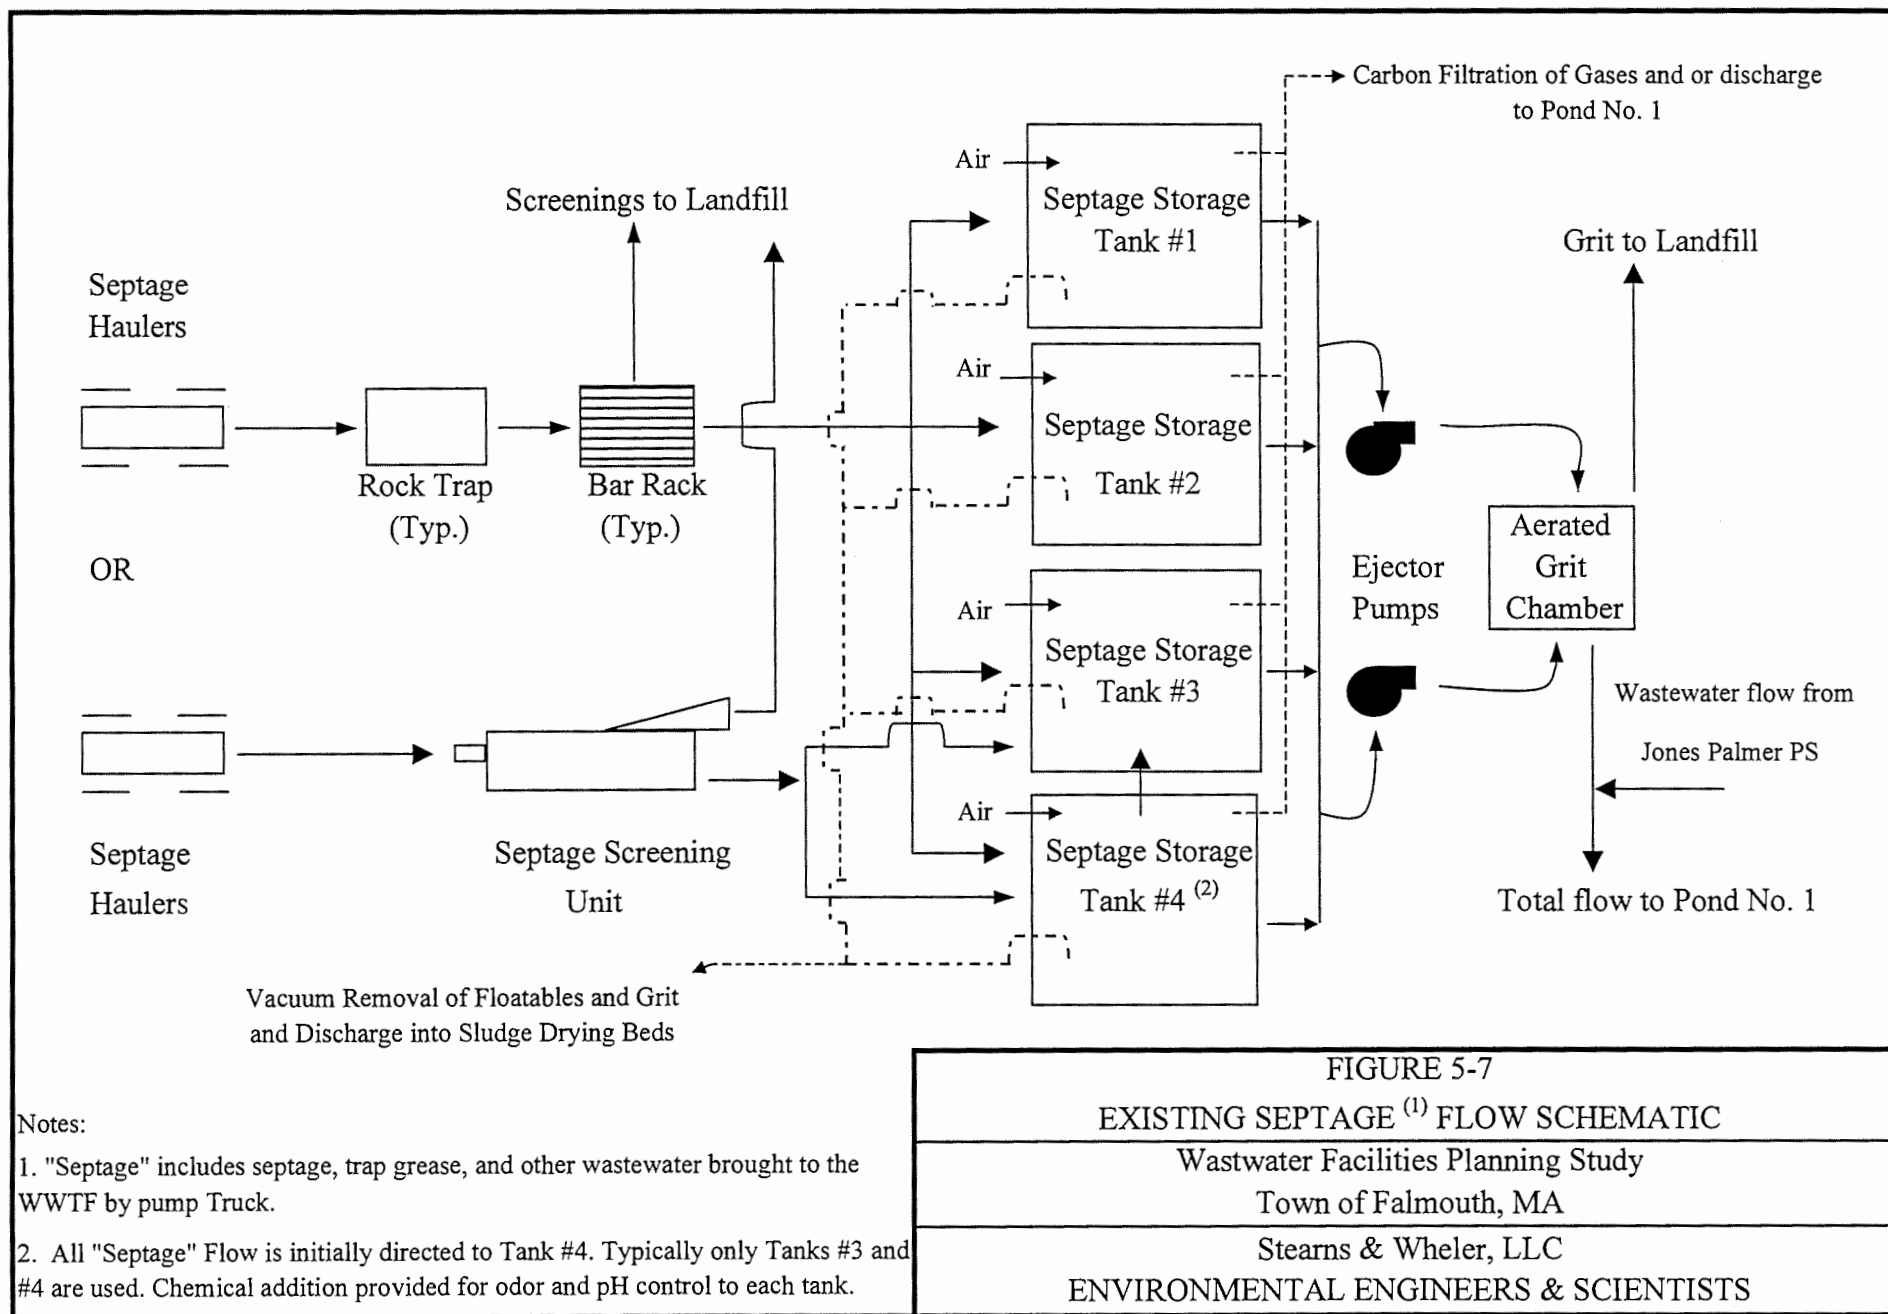 Carbon Filtration of Gases and or discharge
to Pond No. 1
Screenings to Landfill
Air
Septage Storage
Tank #1
Grit to Landfill
Septage
Haulers
Air
Septage Storage
Tank #2
Rock Trap
(Typ.)
Bar Rack
(Typ.)
OR
Air
Septage Storage
Tank #3
Ejector
Pumps
Aerated
Grit
Chamber
Wastewater flow from
Jones Palmer PS
Air
Septage Storage
Tank #4 (2)
Septage
Haulers
Septage Screening
Unit
Total flow to Pond No. 1
Vacuum Removal of Floatables and Grit
and Discharge into Sludge Drying Beds
Notes:
1. "Septage" includes septage, trap grease, and other wastewater brought to the
WWTF by pump Truck.
2. All "Septage" Flow is initially directed to Tank #4. Typically only Tanks #3 and
#4 are used. Chemical addition provided for odor and pH control to each tank.
FIGURE 5-7
EXISTING SEPTAGE (1) FLOW SCHEMATIC
Wastwater Facilities Planning Study
Town of Falmouth, MA
Stearns & Wheler, LLC
ENVIRONMENTAL ENGINEERS & SCIENTISTS